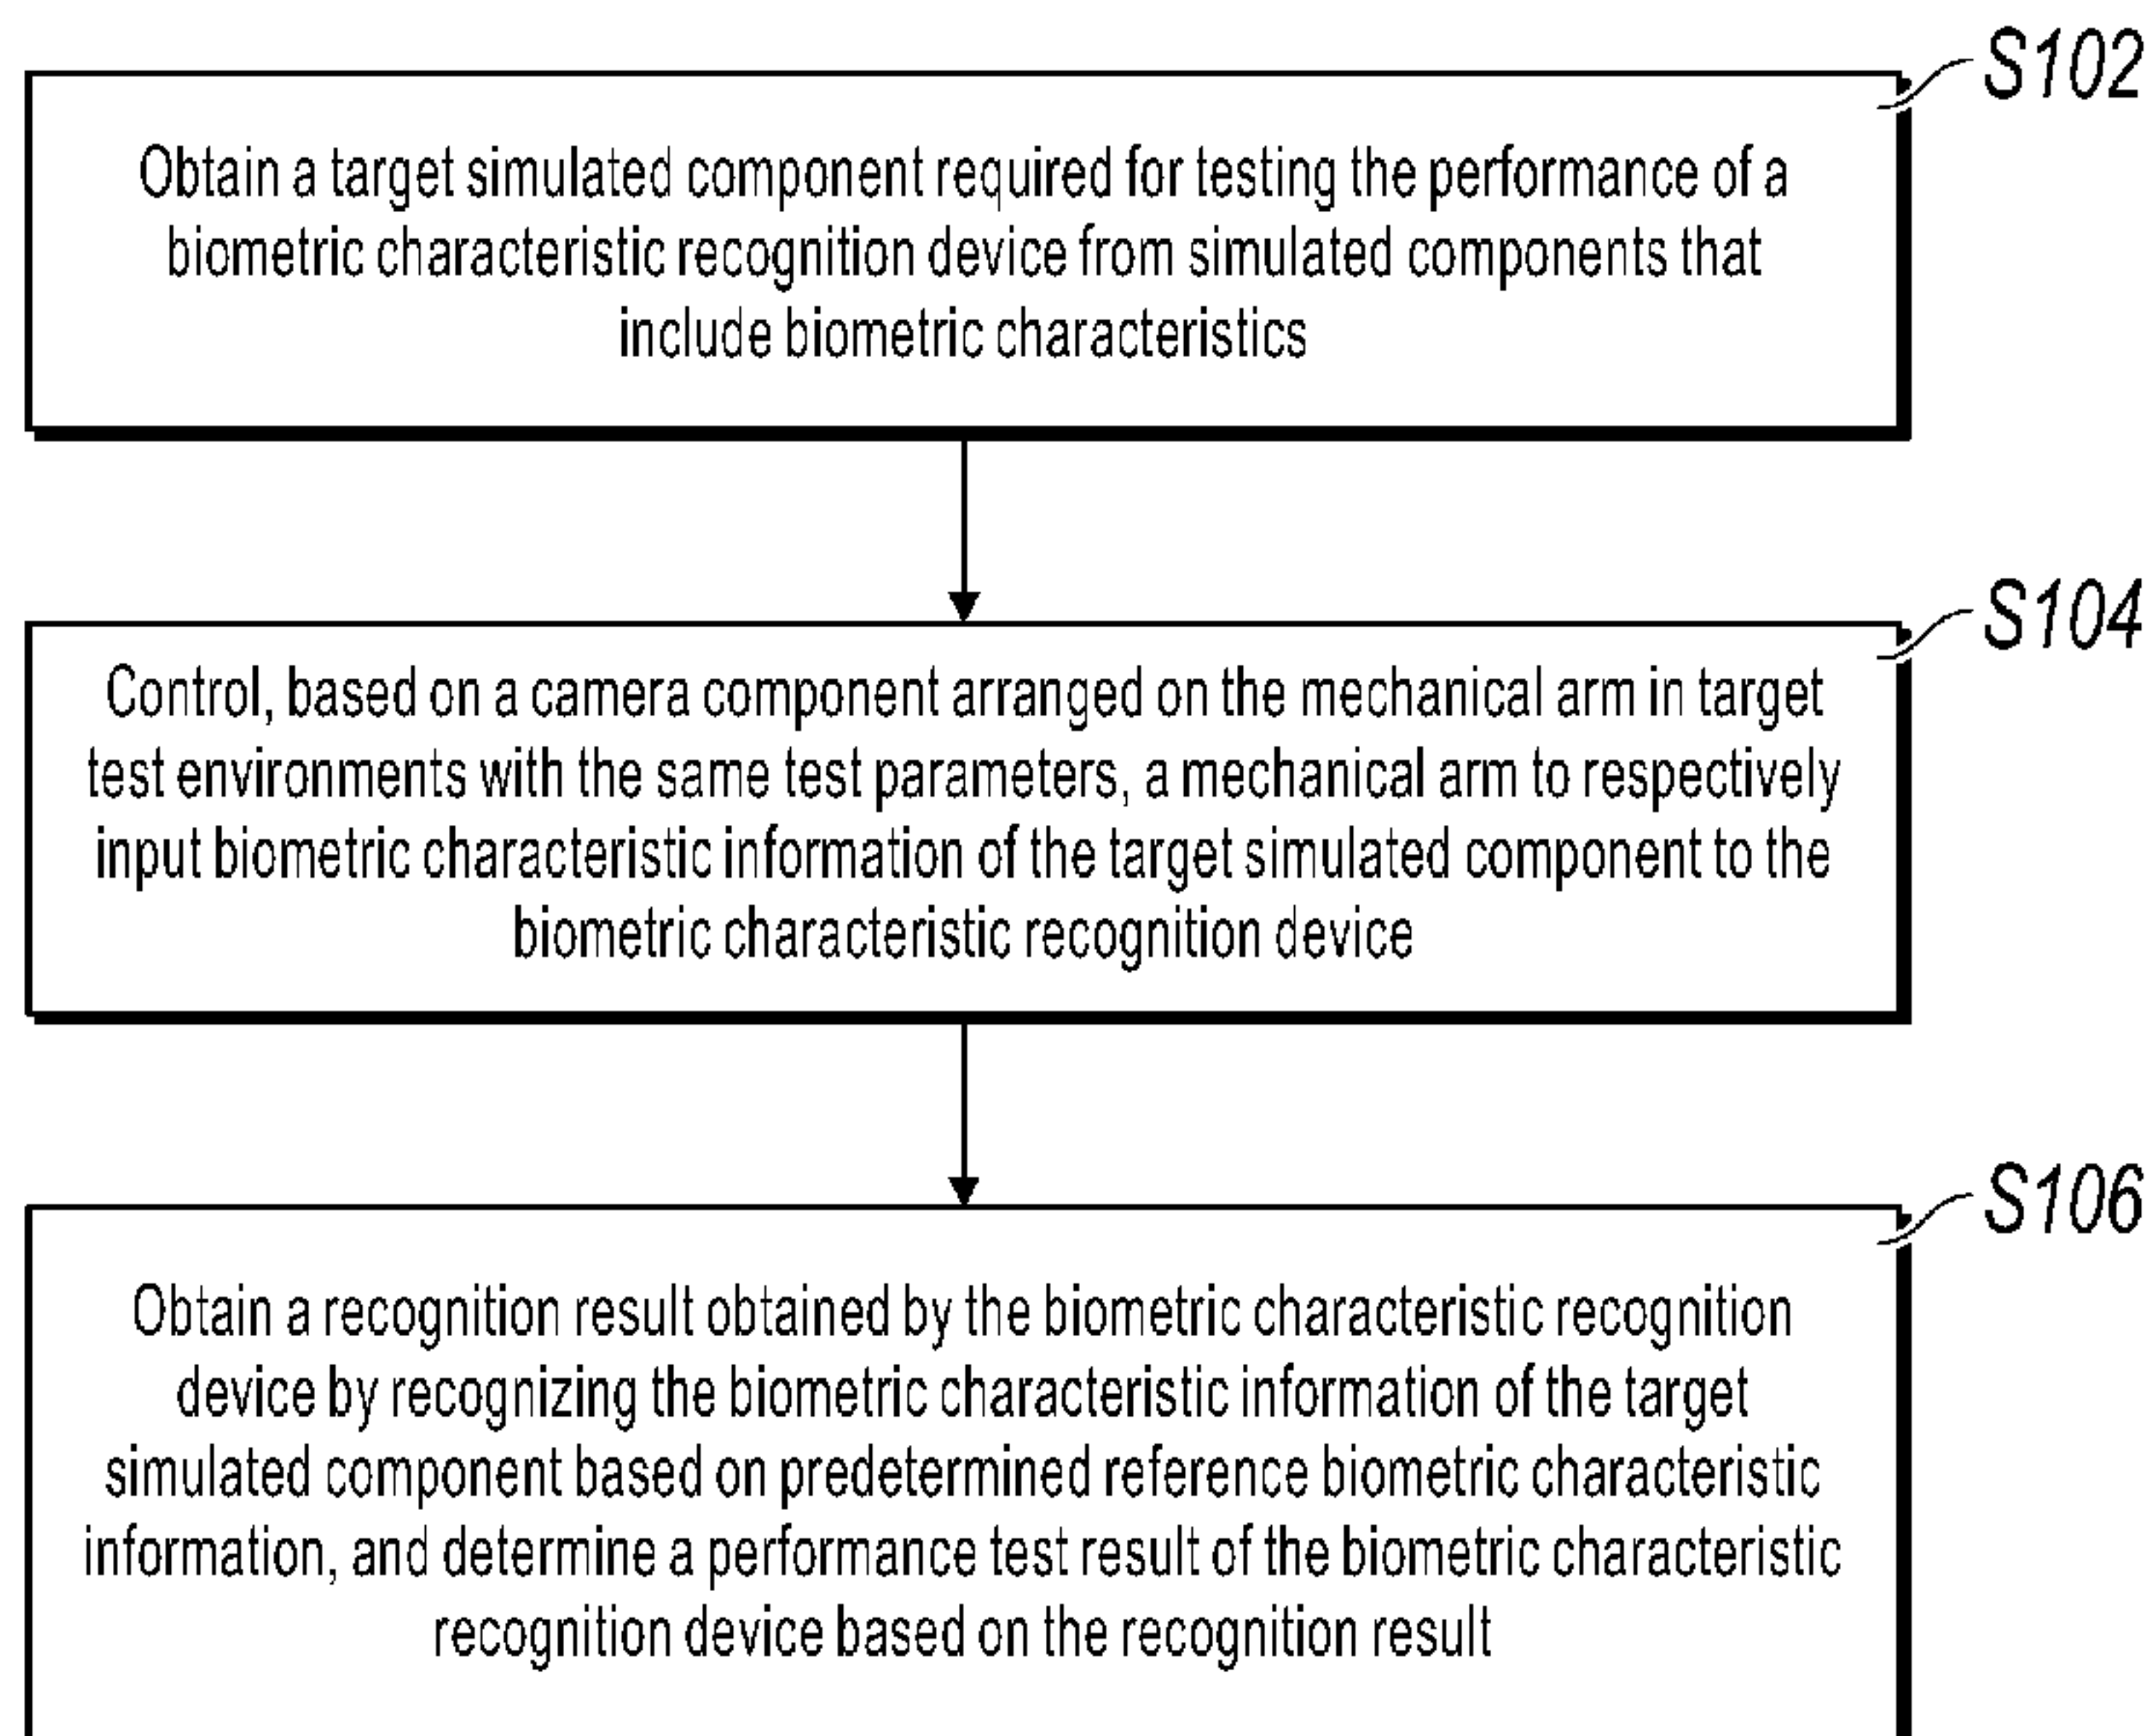 S102
Obtain a target simulated component required for testing the performance of a
biometric characteristic recognition device from simulated components that
include biometric characteristics
S104
Control, based on a camera component arranged on the mechanical arm in target
test environments with the same test parameters, a mechanical arm to respectively
input biometric characteristic information of the target simulated component to the
biometric characteristic recognition device
S106
Obtain a recognition result obtained by the biometric characteristic recognition
device by recognizing the biometric characteristic information of the target
simulated component based on predetermined reference biometric characteristic
information, and determine a performance test result of the biometric characteristic
recognition device based on the recognition result